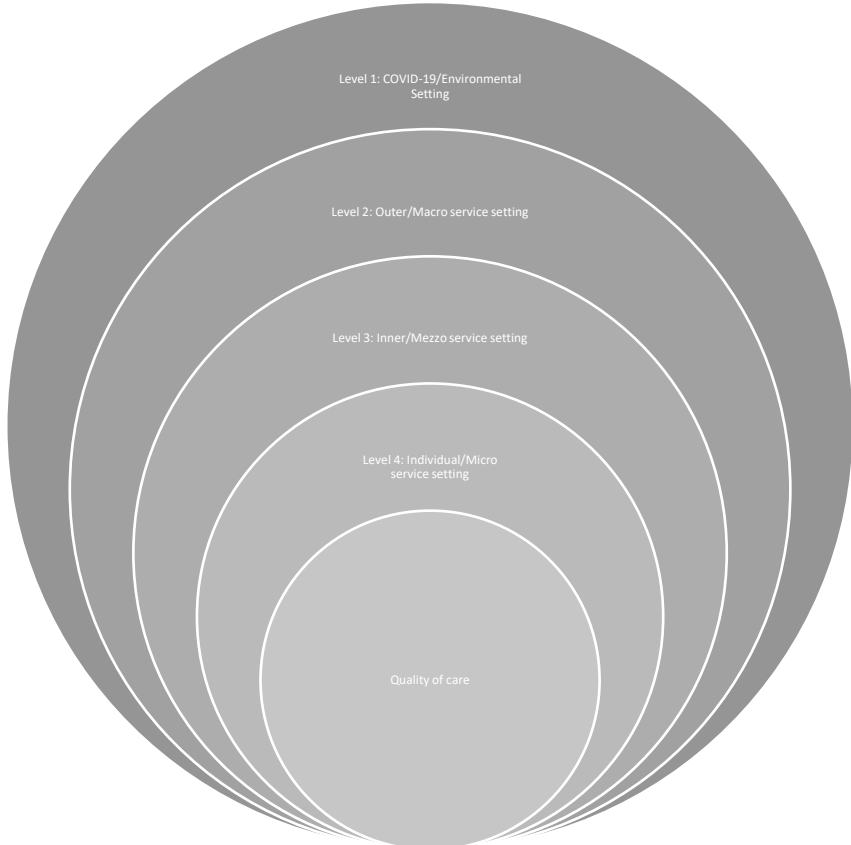 Level 1: COVID-19/Environmental
Setting
Level 2: Outer/Macro service setting
Level 3: Inner/Mezzo service setting
Level 4: Individual/Micro
service setting
Quality of care